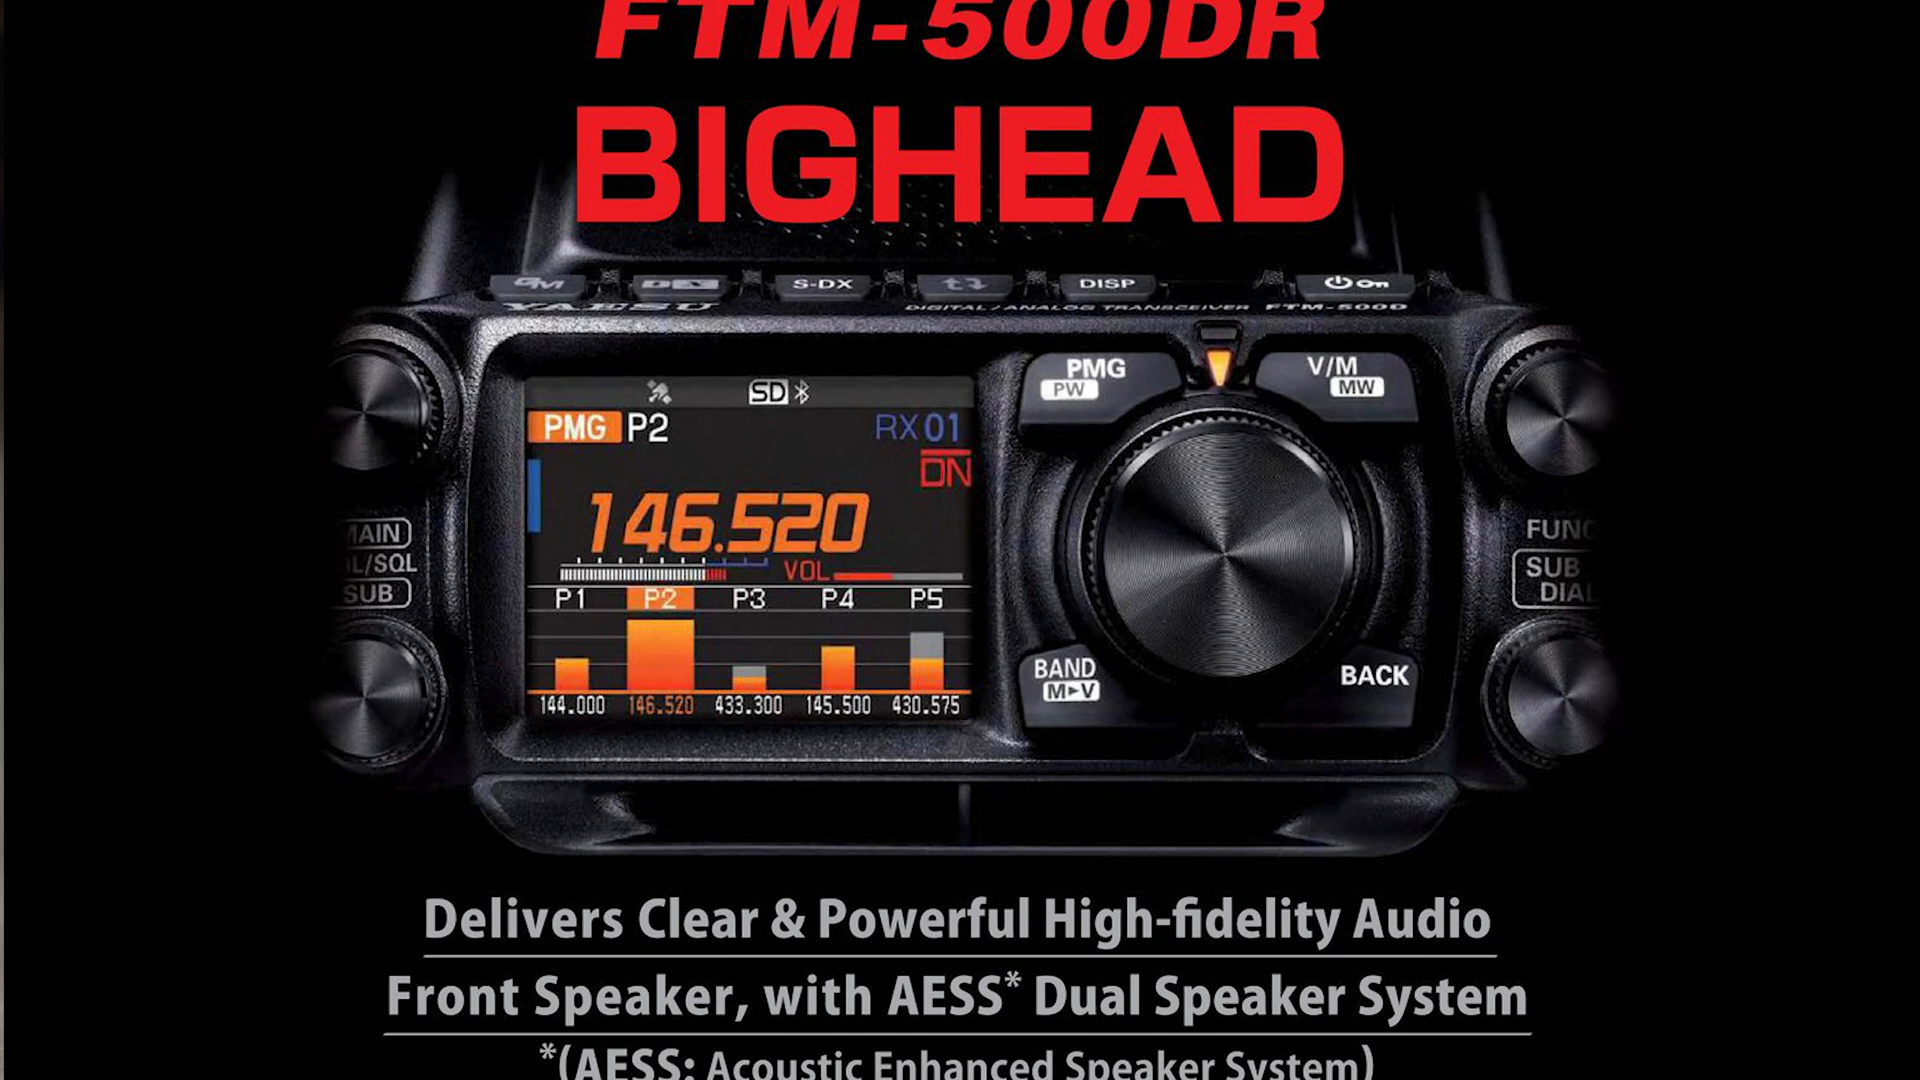 FTM-500DR
BIGHEAD
GM D X S-DX DISP
YAESU DIGITAL/ANALOG TRANSCEIVER FTM-500D
PMG PW V/M MW
SD
PMG P2 RX 01
DN
146.520
VOL
P1 P2 P3 P4 P5
144.000 146.520 433.300 145.500 430.575
MAIN
VOL/SQL
SUB
FUNC
SUB
DIAL
BAND
M►V
BACK
Delivers Clear & Powerful High-fidelity Audio
Front Speaker, with AESS* Dual Speaker System
*(AESS: Acoustic Enhanced Speaker System)